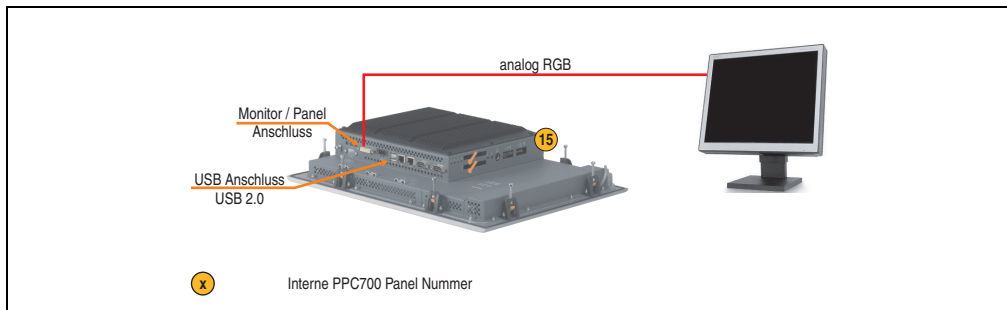 analog RGB
Monitor / Panel
Anschluss
15
USB Anschluss
USB 2.0
x Interne PPC700 Panel Nummer